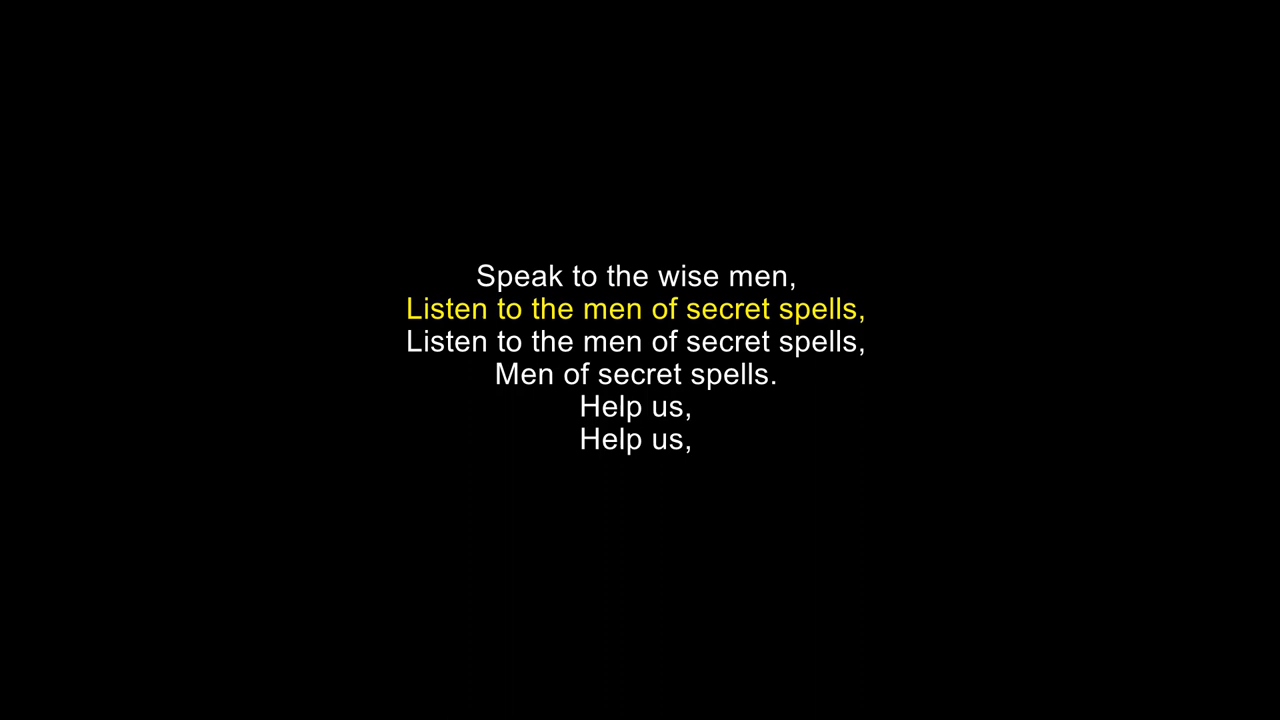 Speak to the wise men,
Listen to the men of secret spells,
Listen to the men of secret spells,
Men of secret spells.
Help us,
Help us,